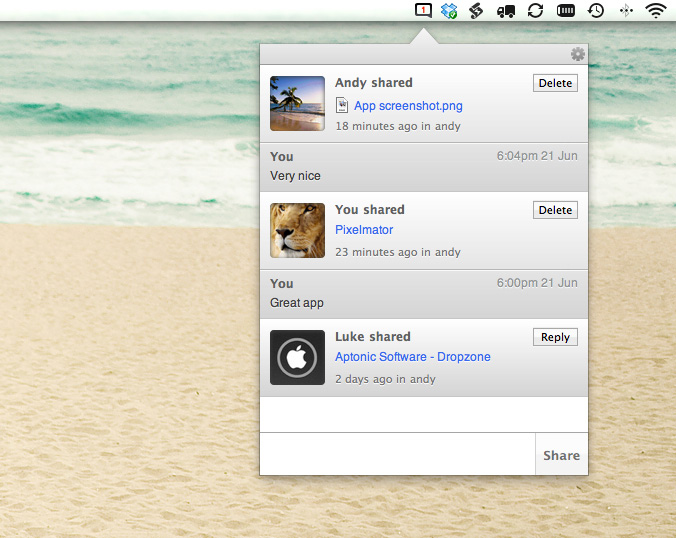 1
Andy shared
Delete
App screenshot.png
18 minutes ago in andy
You
6:04pm 21 Jun
Very nice
You shared
Delete
Pixelmator
23 minutes ago in andy
You
6:00pm 21 Jun
Great app
Luke shared
Reply
Aptonic Software - Dropzone
2 days ago in andy
Share